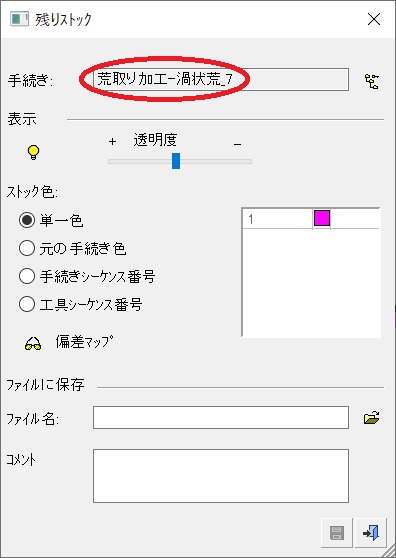 残りストック
手続き: 荒取り加工-渦状荒_7
表示
+ 透明度 −
ストック色:
単一色
1
元の手続き色
手続きシーケンス番号
工具シーケンス番号
偏差マップ
ファイルに保存
ファイル名:
コメント